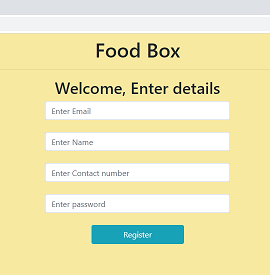 Food Box
Welcome, Enter details
Enter Email
Enter Name
Enter Contact number
Enter password
Register